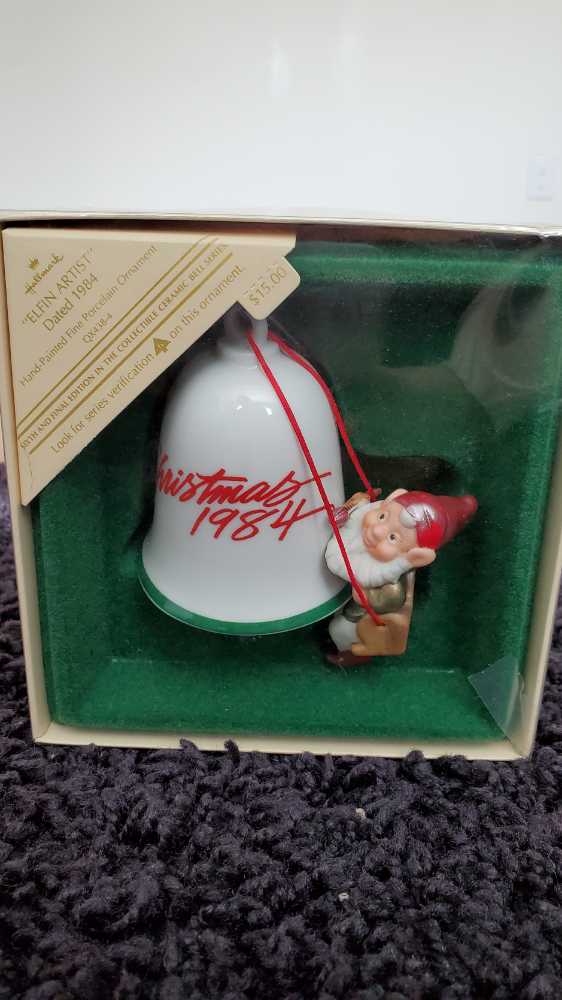 Hallmark
"ELFIN ARTIST"
Dated 1984
Hand-Painted Fine Porcelain Ornament
QX438-4
SIXTH AND FINAL EDITION IN THE COLLECTIBLE CERAMIC BELL SERIES
Look for series verification on this ornament.
$15.00
Christmas
1984